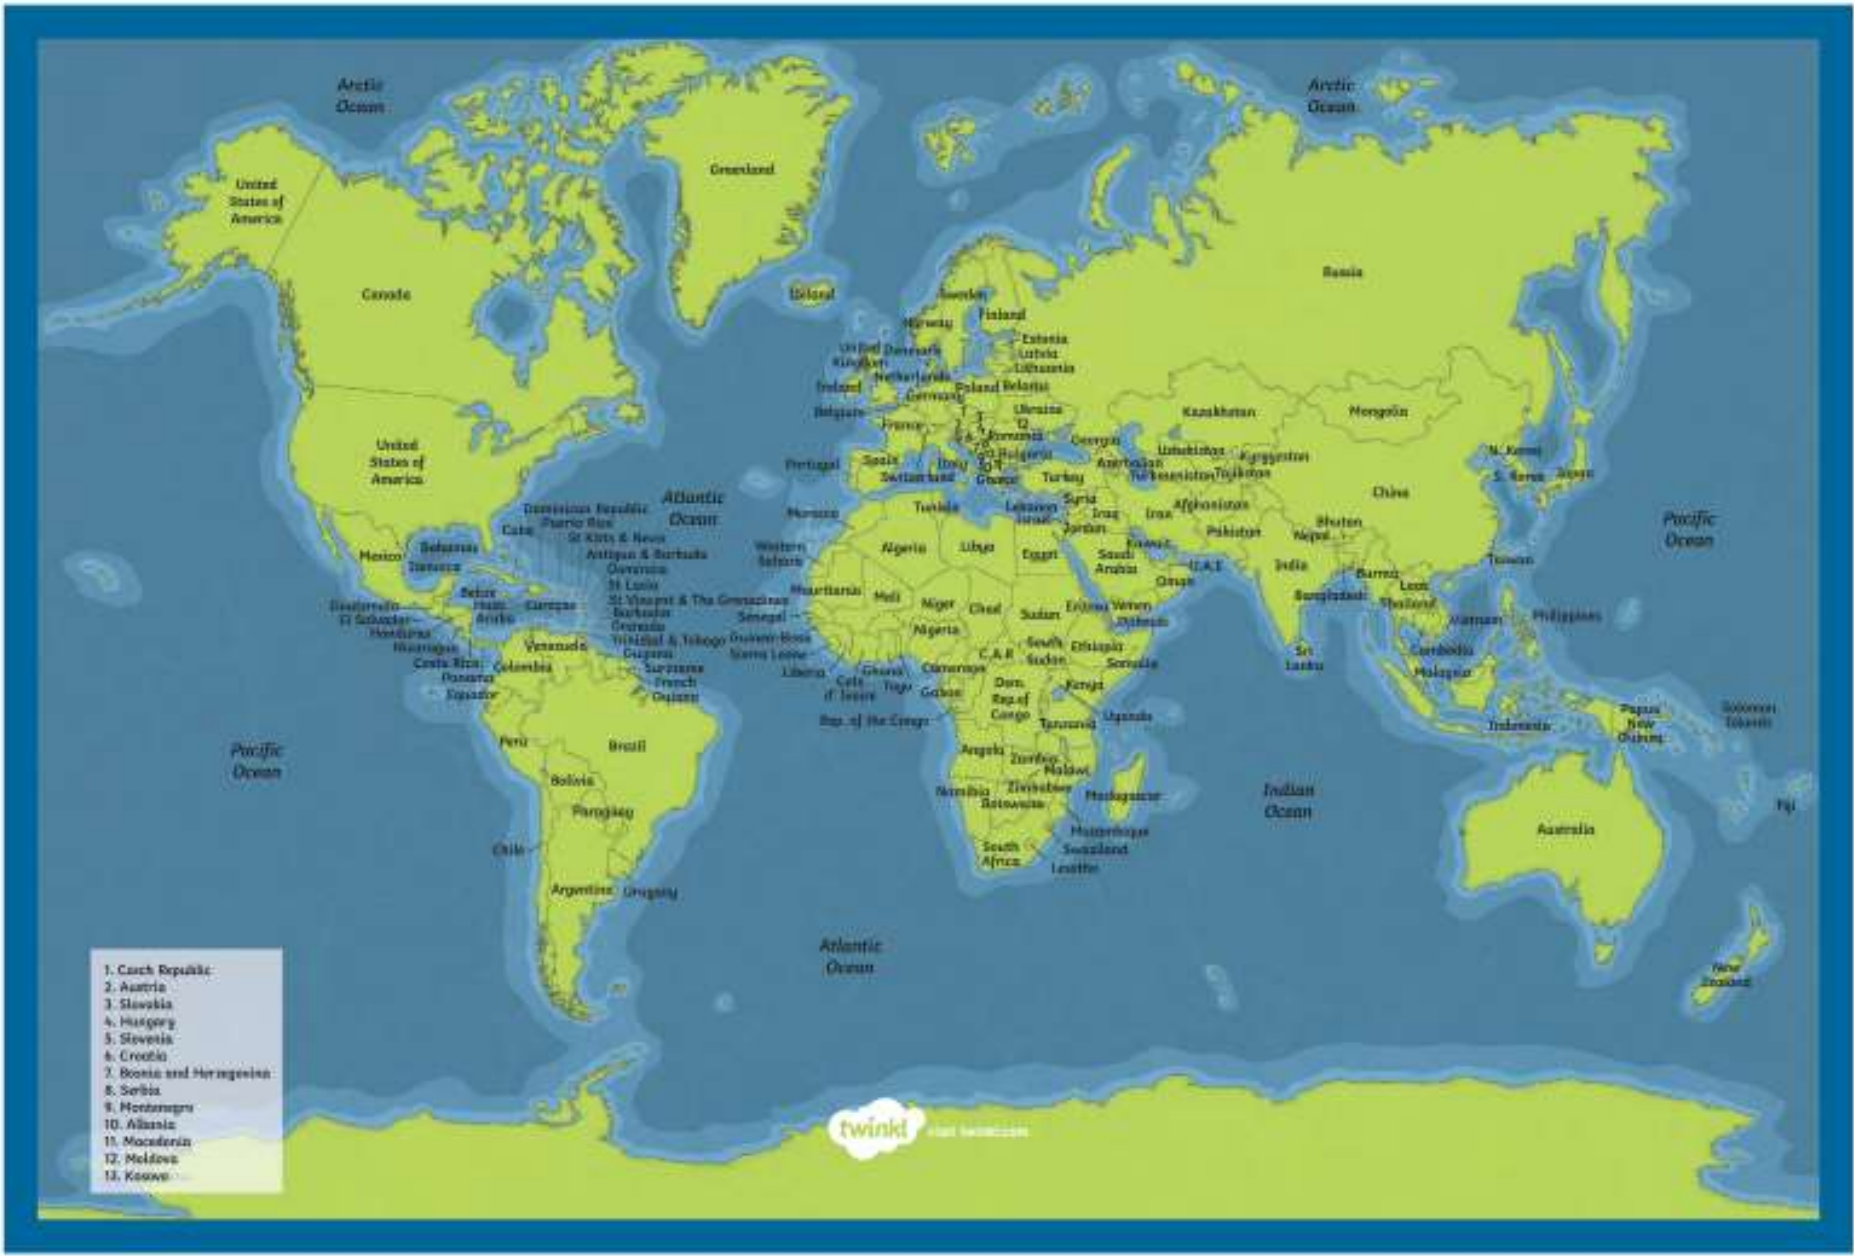 Arctic
Ocean
Arctic
Ocean
Greenland
United
States of
America
Canada
Russia
Iceland
Sweden
Finland
Norway
Estonia
Latvia
Lithuania
United
Kingdom
Denmark
Netherlands
Ireland
Poland
Belarus
Germany
Belgium
Ukraine
12
France
Romania
Kazakhstan
Mongolia
Georgia
Bulgaria
Uzbekistan
Kyrgyzstan
N. Korea
United
States of
America
Portugal
Spain
Italy
Azerbaijan
Switzerland
Greece
Turkey
Tajikistan
S. Korea
Japan
Atlantic
Ocean
China
Dominican Republic
Puerto Rico
Cuba
St Kitts & Nevis
Morocco
Tunisia
Lebanon
Israel
Syria
Iraq
Jordan
Iran
Afghanistan
Pakistan
Bhutan
Nepal
Pacific
Ocean
Mexico
Bahamas
Jamaica
Antigua & Barbuda
Dominica
Western
Sahara
Algeria
Libya
Egypt
Kuwait
Saudi
Arabia
U.A.E
Oman
India
Taiwan
Burma
Laos
Bangladesh
Thailand
St Lucia
Belize
Haiti
Aruba
Curaçao
St Vincent & The Grenadines
Barbados
Grenada
Trinidad & Tobago
Mauritania
Mali
Niger
Chad
Sudan
Eritrea
Yemen
Djibouti
Senegal
Guatemala
El Salvador
Honduras
Nicaragua
Costa Rica
Panama
Equador
Venezuela
Colombia
Guyana
Suriname
French
Guiana
Sierra Leone
Liberia
Cote
d' Ivoire
Ghana
Togo
Nigeria
C.A.R
South
Sudan
Ethiopia
Somalia
Cameroon
Gabon
Rep. of the Congo
Dem.
Rep.of
Congo
Kenya
Uganda
Tanzania
Vietnam
Philippines
Sri
Lanka
Cambodia
Malaysia
Indonesia
Papua
New
Guinea
Solomon
Islands
Pacific
Ocean
Peru
Brazil
Bolivia
Paraguay
Chile
Argentina
Uruguay
Angola
Zambia
Malawi
Namibia
Zimbabwe
Botswana
Madagascar
Mozambique
Swaziland
Lesotho
South
Africa
Indian
Ocean
Australia
Fiji
New
Zealand
Atlantic
Ocean
1. Czech Republic
2. Austria
3. Slovakia
4. Hungary
5. Slovenia
6. Croatia
7. Bosnia and Herzegovina
8. Serbia
9. Montenegro
10. Albania
11. Macedonia
12. Moldova
13. Kosovo
twinkl